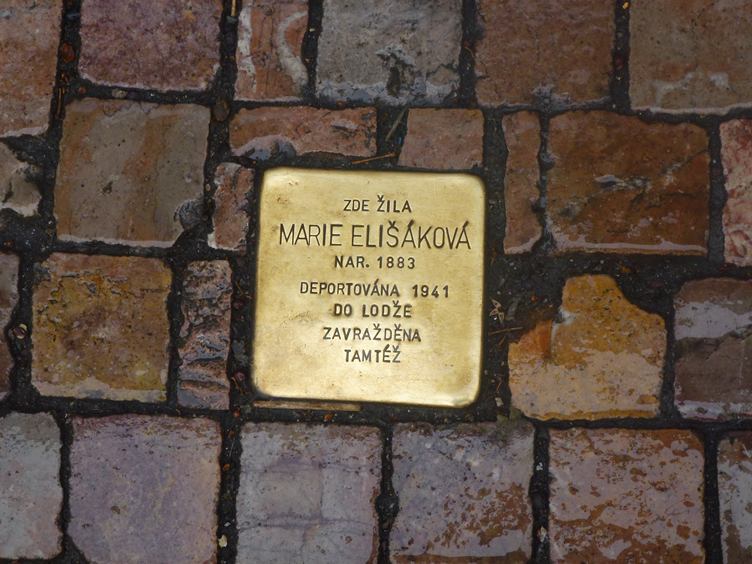 ZDE ŽILA
MARIE ELIŠÁKOVÁ
NAR. 1883
DEPORTOVÁNA 1941
DO LODŽE
ZAVRAŽDĚNA
TAMTÉŽ